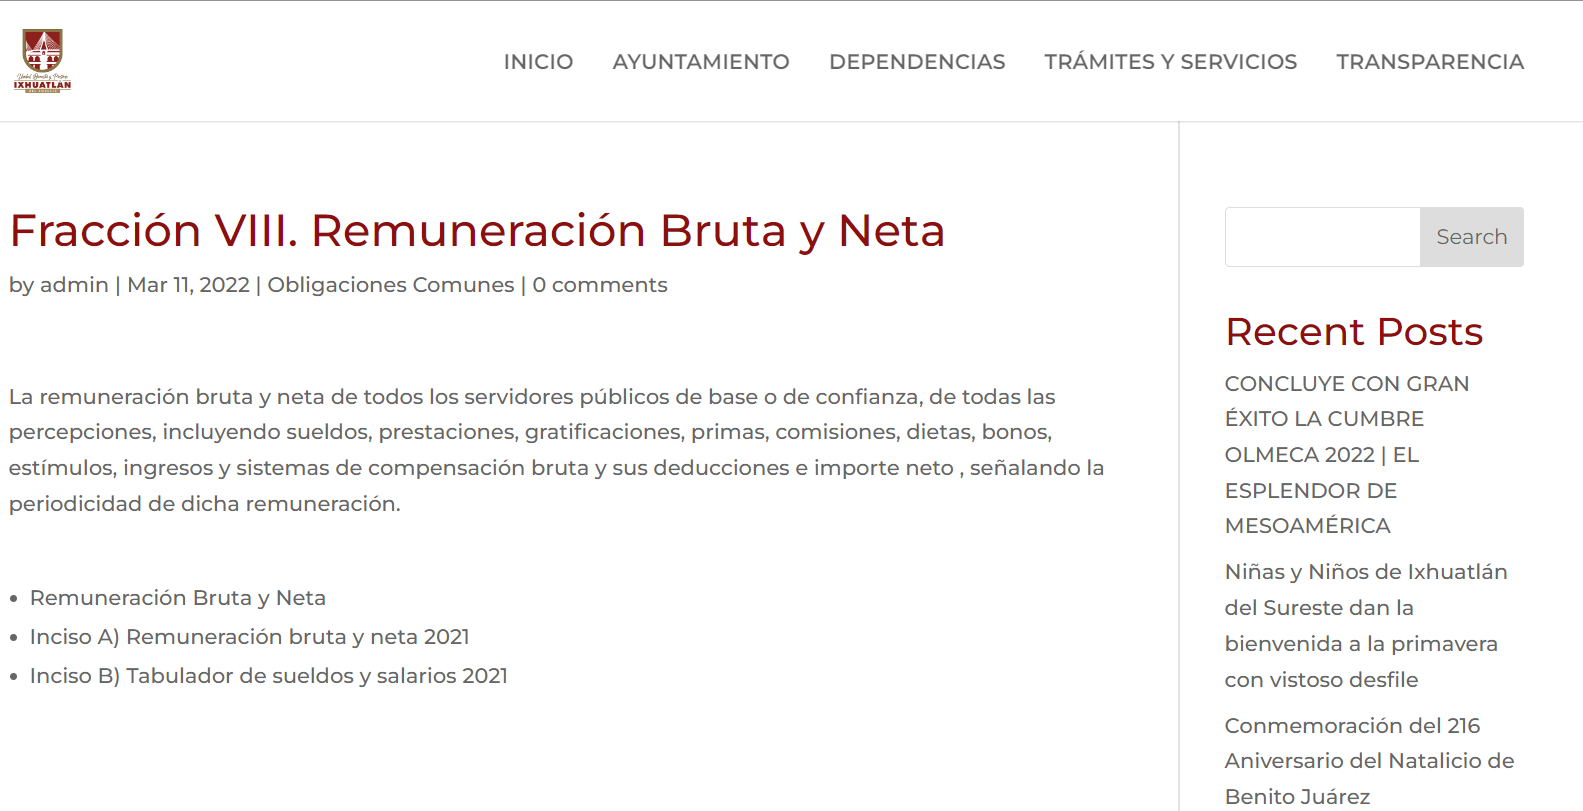 IXHUATLAN
INICIO
AYUNTAMIENTO
DEPENDENCIAS
TRÁMITES Y SERVICIOS
TRANSPARENCIA
Fracción VIII. Remuneración Bruta y Neta
by admin | Mar 11, 2022 | Obligaciones Comunes | 0 comments
La remuneración bruta y neta de todos los servidores públicos de base o de confianza, de todas las
percepciones, incluyendo sueldos, prestaciones, gratificaciones, primas, comisiones, dietas, bonos,
estímulos, ingresos y sistemas de compensación bruta y sus deducciones e importe neto , señalando la
periodicidad de dicha remuneración.
• Remuneración Bruta y Neta
• Inciso A) Remuneración bruta y neta 2021
• Inciso B) Tabulador de sueldos y salarios 2021
Search
Recent Posts
CONCLUYE CON GRAN
ÉXITO LA CUMBRE
OLMECA 2022 | EL
ESPLENDOR DE
MESOAMÉRICA
Niñas y Niños de Ixhuatlán
del Sureste dan la
bienvenida a la primavera
con vistoso desfile
Conmemoración del 216
Aniversario del Natalicio de
Benito Juárez